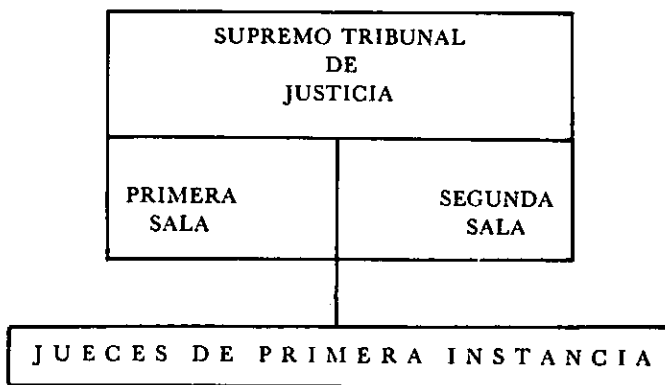 SUPREMO TRIBUNAL
DE
JUSTICIA
PRIMERA
SALA
SEGUNDA
SALA
JUECES DE PRIMERA INSTANCIA